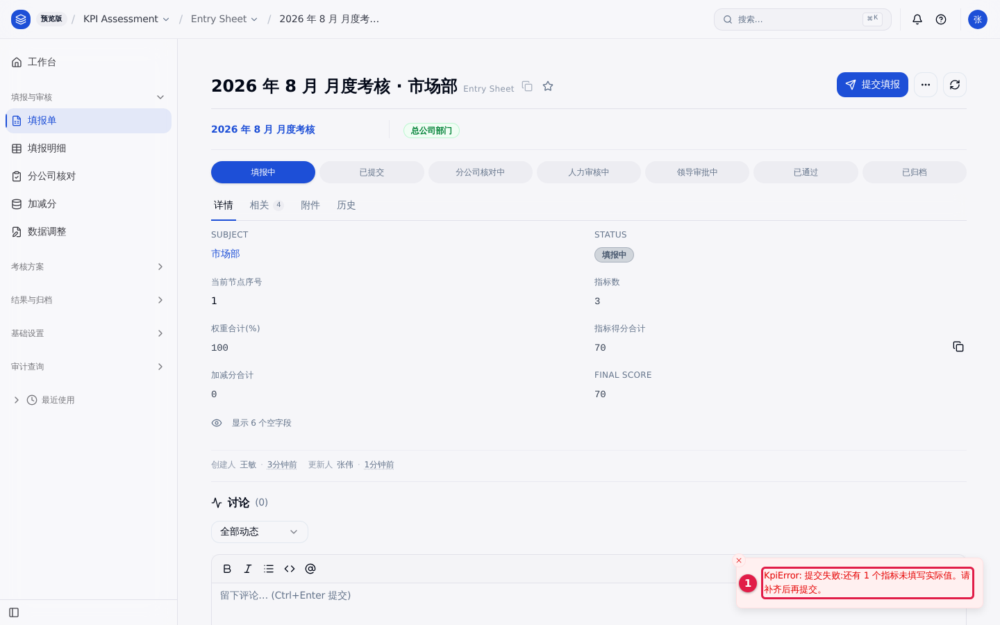 预览版 / KPI Assessment / Entry Sheet / 2026 年 8 月 月度考...
搜索... ⌘K
张
工作台
填报与审核
填报单
填报明细
分公司核对
加减分
数据调整
考核方案
结果与归档
基础设置
审计查询
最近使用
2026 年 8 月 月度考核 · 市场部 Entry Sheet
提交填报
2026 年 8 月 月度考核
总公司部门
填报中 已提交 分公司核对中 人力审核中 领导审批中 已通过 已归档
详情 相关 4 附件 历史
SUBJECT
市场部
STATUS
填报中
当前节点序号
1
指标数
3
权重合计(%)
100
指标得分合计
70
加减分合计
0
FINAL SCORE
70
显示 6 个空字段
创建人 王敏 · 3分钟前 更新人 张伟 · 1分钟前
讨论 (0)
全部动态
留下评论... (Ctrl+Enter 提交)
1
KpiError: 提交失败:还有 1 个指标未填写实际值。请
补齐后再提交。